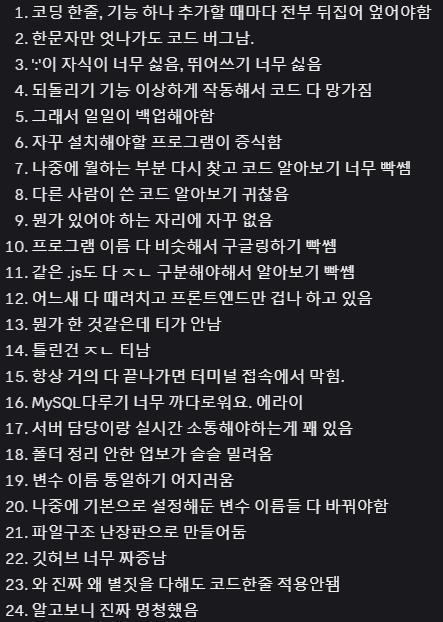 1. 코딩 한줄, 기능 하나 추가할 때마다 전부 뒤집어 엎어야함
2. 한문자만 엇나가도 코드 버그남.
3. ':'이 자식이 너무 싫음, 뛰어쓰기 너무 싫음
4. 되돌리기 기능 이상하게 작동해서 코드 다 망가짐
5. 그래서 일일이 백업해야함
6. 자꾸 설치해야할 프로그램이 증식함
7. 나중에 월하는 부분 다시 찾고 코드 알아보기 너무 빡쎔
8. 다른 사람이 쓴 코드 알아보기 귀찮음
9. 뭔가 있어야 하는 자리에 자꾸 없음
10. 프로그램 이름 다 비슷해서 구글링하기 빡쎔
11. 같은 .js도 다 ㅈㄴ 구분해야해서 알아보기 빡쎔
12. 어느새 다 때려치고 프론트엔드만 겁나 하고 있음
13. 뭔가 한 것같은데 티가 안남
14. 틀린건 ㅈㄴ 티남
15. 항상 거의 다 끝나가면 터미널 접속에서 막힘.
16. MySQL다루기 너무 까다로워요. 에라이
17. 서버 담당이랑 실시간 소통해야하는게 꽤 있음
18. 폴더 정리 안한 업보가 슬슬 밀려옴
19. 변수 이름 통일하기 어지러움
20. 나중에 기본으로 설정해둔 변수 이름들 다 바꿔야함
21. 파일구조 난장판으로 만들어둠
22. 깃허브 너무 짜증남
23. 와 진짜 왜 별짓을 다해도 코드한줄 적용안됌
24. 알고보니 진짜 멍청했음